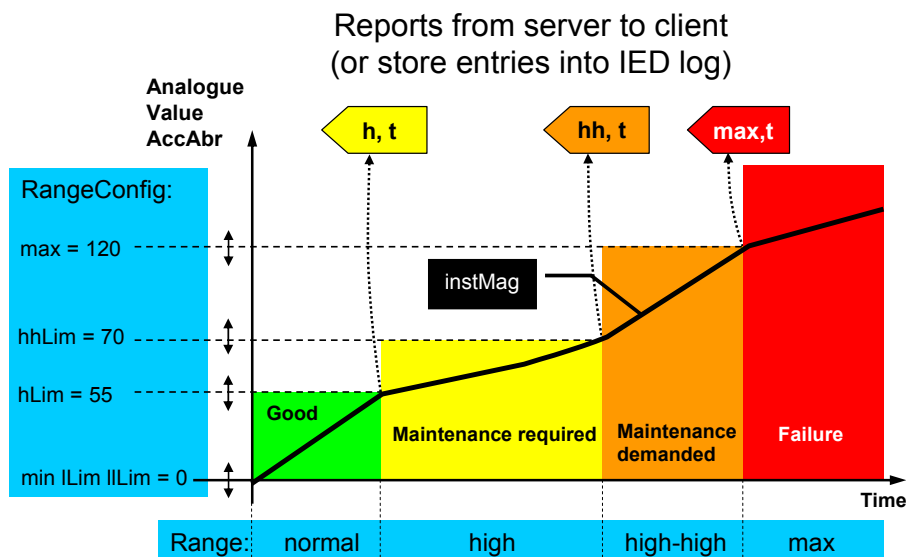 Reports from server to client
(or store entries into IED log)
Analogue
Value
AccAbr
h, t
hh, t
max,t
RangeConfig:
max = 120
instMag
hhLim = 70
hLim = 55
Good
Maintenance required
Maintenance
demanded
Failure
min lLim llLim = 0
Time
Range: normal high high-high max